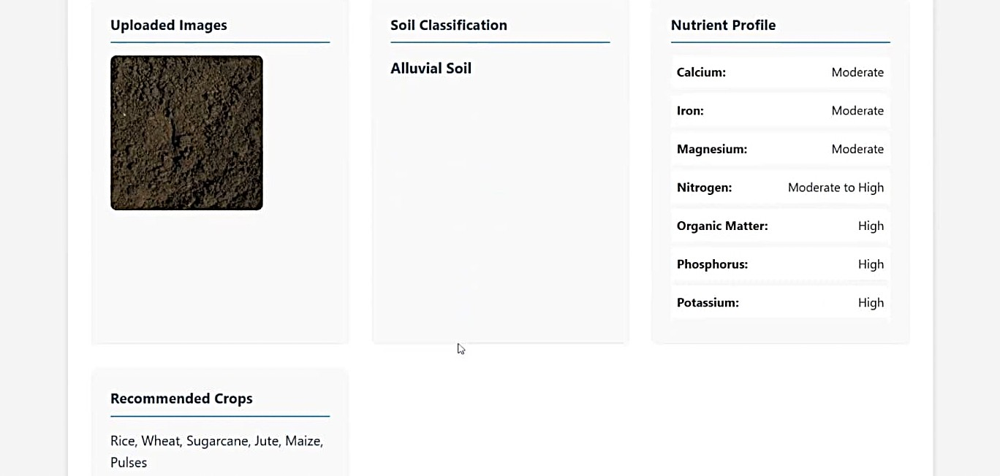 Uploaded Images
Soil Classification
Alluvial Soil
Nutrient Profile
Calcium: Moderate
Iron: Moderate
Magnesium: Moderate
Nitrogen: Moderate to High
Organic Matter: High
Phosphorus: High
Potassium: High
Recommended Crops
Rice, Wheat, Sugarcane, Jute, Maize,
Pulses